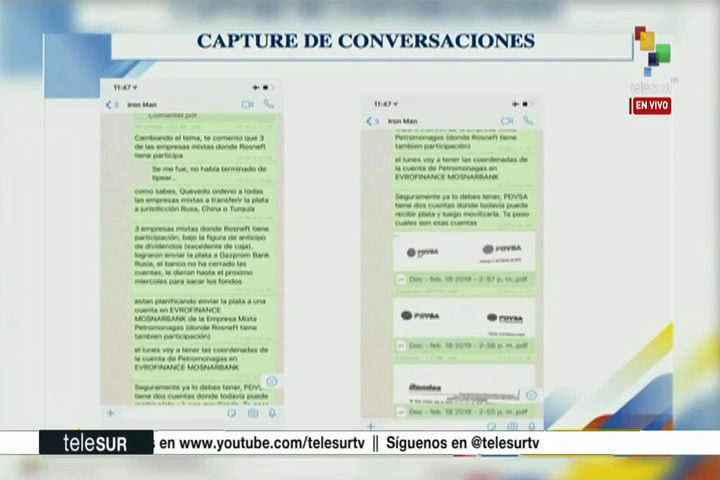 CAPTURE DE CONVERSACIONES
telesur HD
EN VIVO
11:47
3 Iron Man
Comenter.pdf
Cambiando el tema, te comento que 3
de las empresas mixtas donde Rosneft
tiene participa
Se me fue, no había terminado de
tipear...
como sabes, Quevedo ordeno a todas
las empresas mixtas a transferir la plata
a jurisdicción Rusa, China o Turquía
3 empresas mixtas donde Rosneft tiene
participación, bajo la figura de anticipo
de dividendos (excedente de caja),
lograron enviar la plata a Gazprom Bank
Rusia, el banco no ha cerrado las
cuentas, le dieron hasta el proximo
miercoles para sacar los fondos
estan planificando enviar la plata a una
cuenta en EVROFINANCE
MOSNARBANK de la Empresa Mixta
Petromonagas (donde Rosneft tiene
tambien participación)
el lunes voy a tener las coordenadas de
la cuenta de Petromonagas en
EVROFINANCE MOSNARBANK
Seguramente ya lo debes tener, PDVS
tiene dos cuentas donde todavía puede
11:47
3 Iron Man
Petromonagas (donde Rosneft tiene
tambien participación)
el lunes voy a tener las coordenadas de
la cuenta de Petromonagas en
EVROFINANCE MOSNARBANK
Seguramente ya lo debes tener, PDVSA
tiene dos cuentas donde todavía puede
recibir plata y luego movilizarla. Te paso
cuales son esas cuentas
PDVSA PDVSA
Doc - feb. 18 2019 - 2-57 p. m..pdf
PDVSA PDVSA
Doc - feb. 18 2019 - 2-56 p. m..pdf
Bandes
Doc - feb. 18 2019 - 2-55 p. m..pdf
teleSUR s en www.youtube.com/telesurtv || Síguenos en @telesurtv